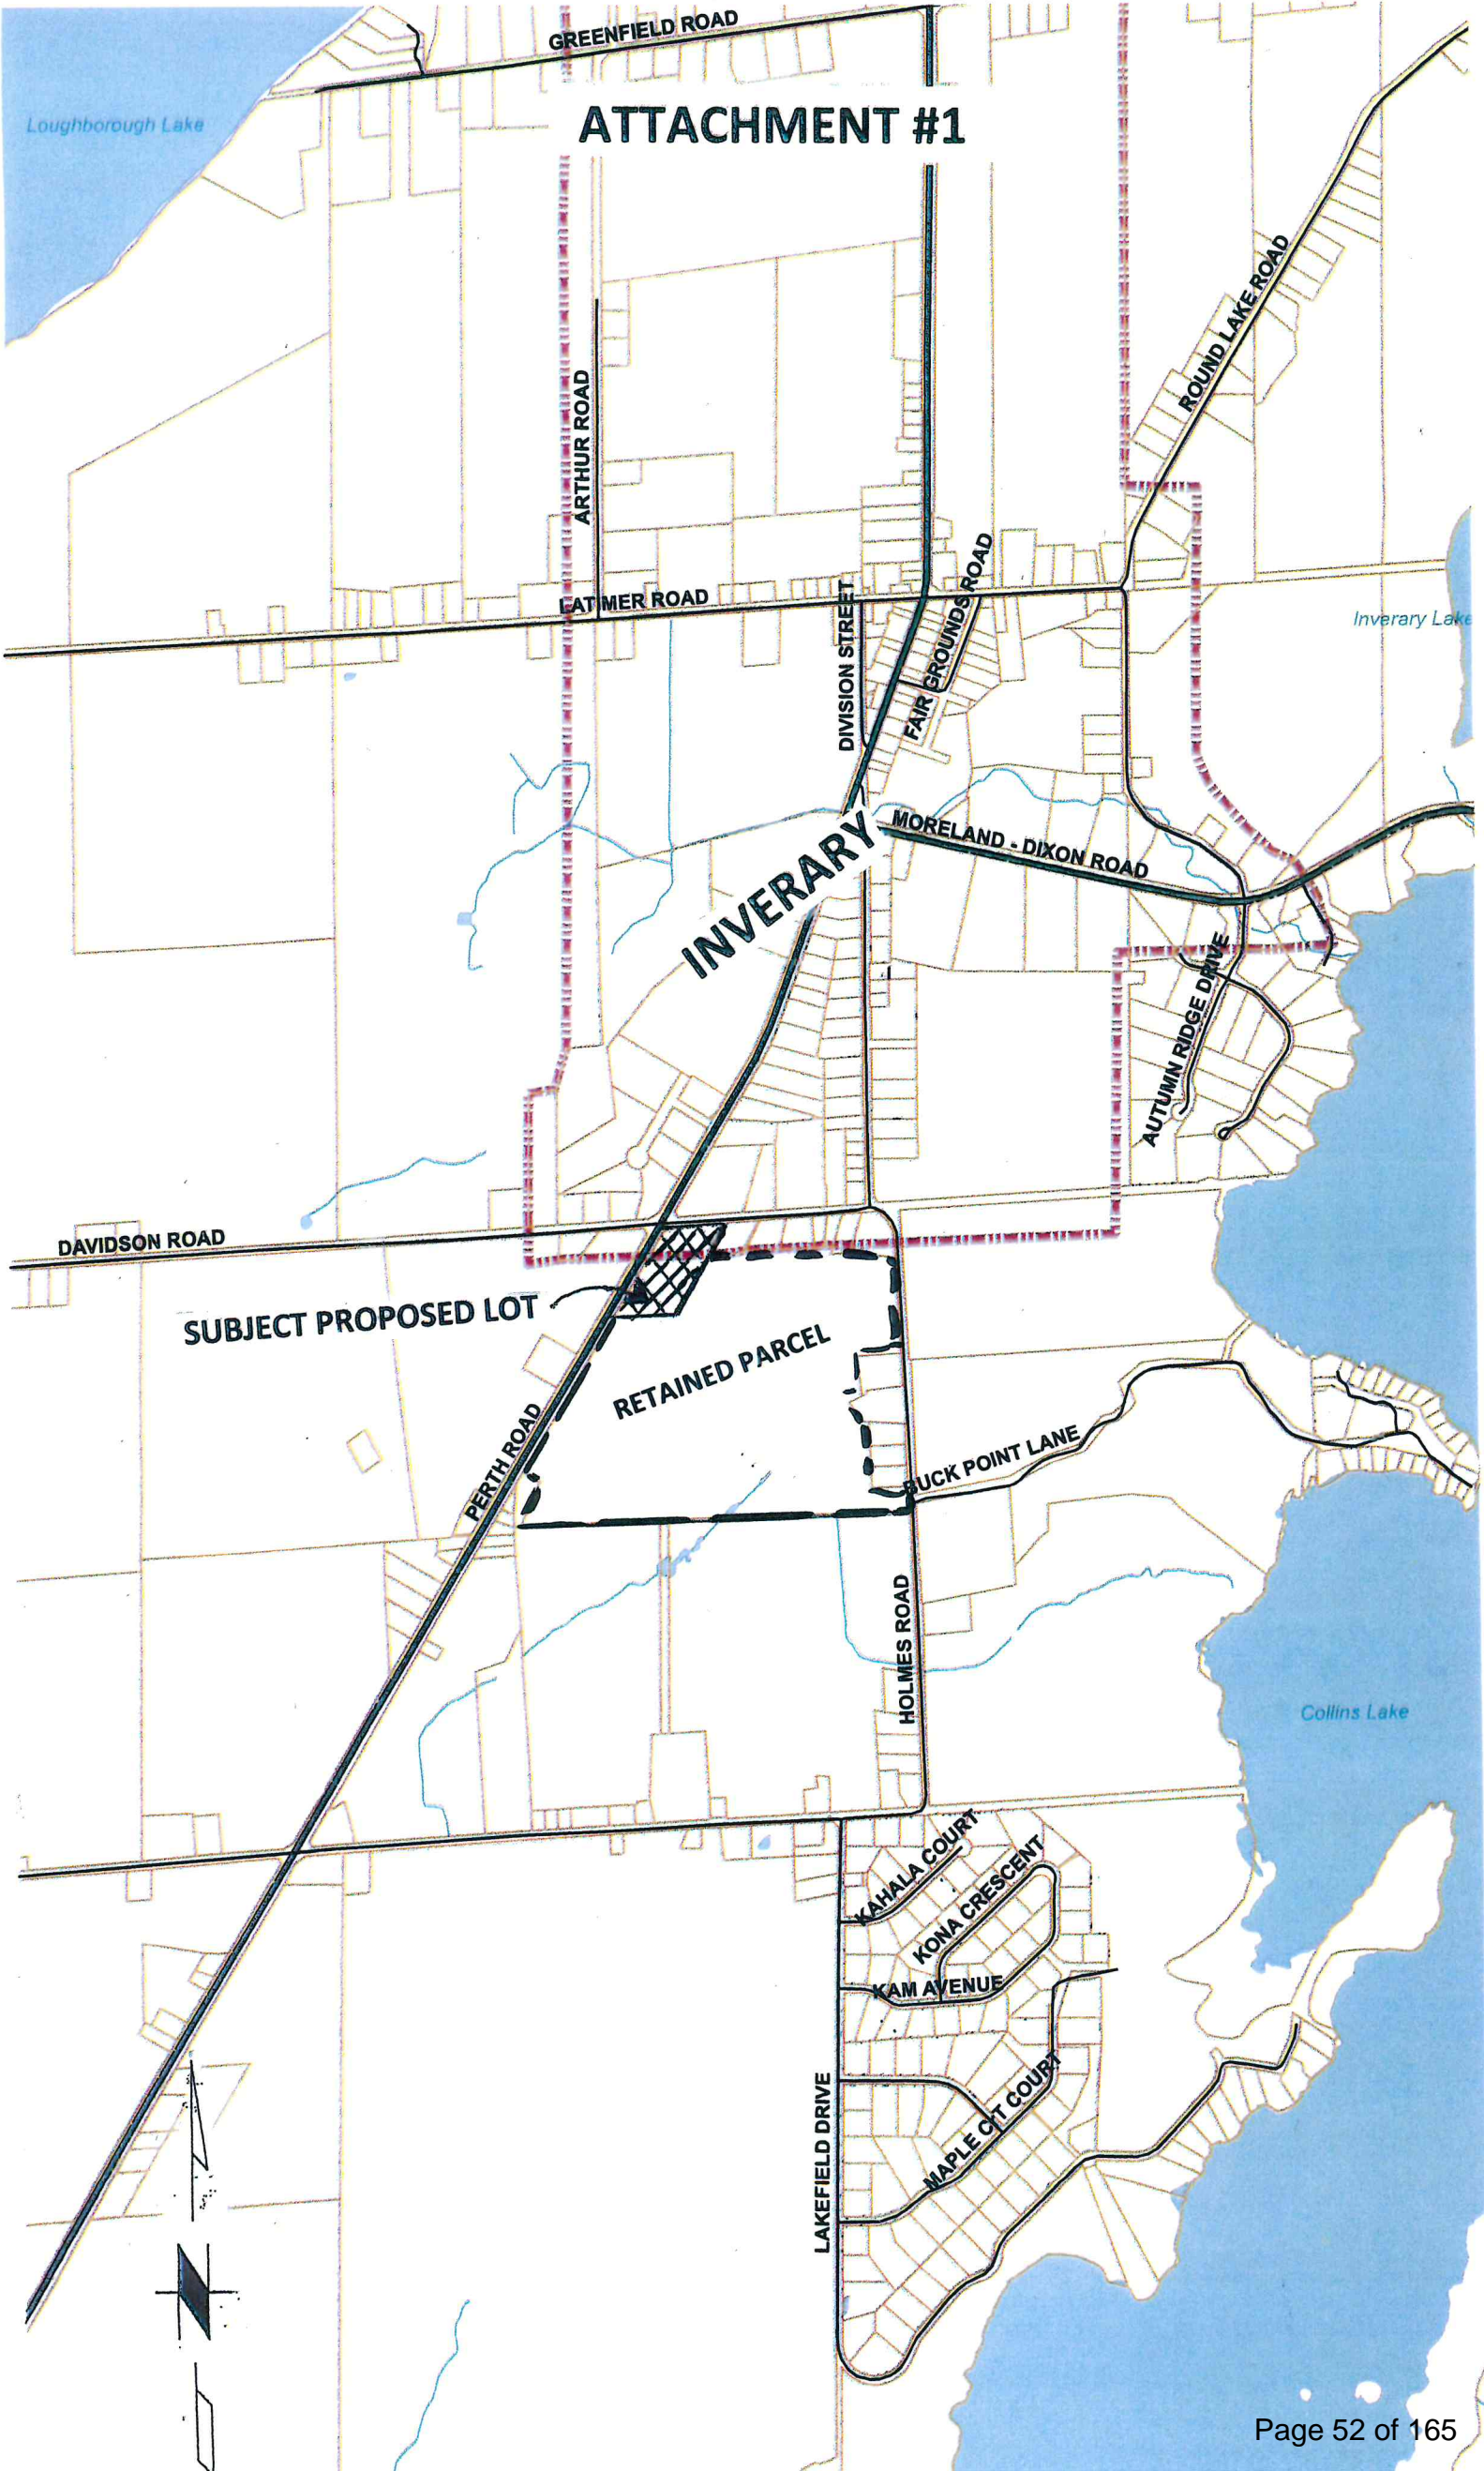 GREENFIELD ROAD
Loughborough Lake
ATTACHMENT #1
ROUND LAKE ROAD
ARTHUR ROAD
LATIMER ROAD
DIVISION STREET
FAIR GROUNDS ROAD
Inverary Lake
INVERARY
MORELAND - DIXON ROAD
AUTUMN RIDGE DRIVE
DAVIDSON ROAD
SUBJECT PROPOSED LOT
RETAINED PARCEL
PERTH ROAD
BUCK POINT LANE
HOLMES ROAD
Collins Lake
KAHALA COURT
KONA CRESCENT
KAM AVENUE
LAKEFIELD DRIVE
MAPLE CIT COURT
N
Page 52 of 165